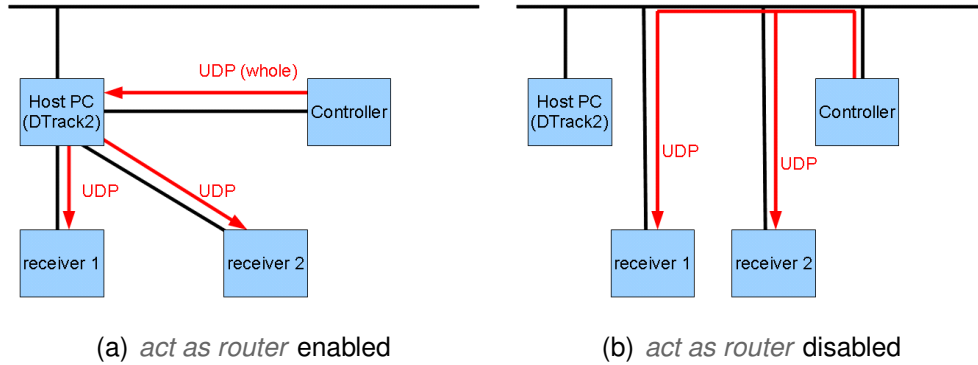 UDP (whole)
Host PC
(DTrack2)
Controller
UDP
UDP
receiver 1
receiver 2
(a) act as router enabled
Host PC
(DTrack2)
Controller
UDP
UDP
receiver 1
receiver 2
(b) act as router disabled